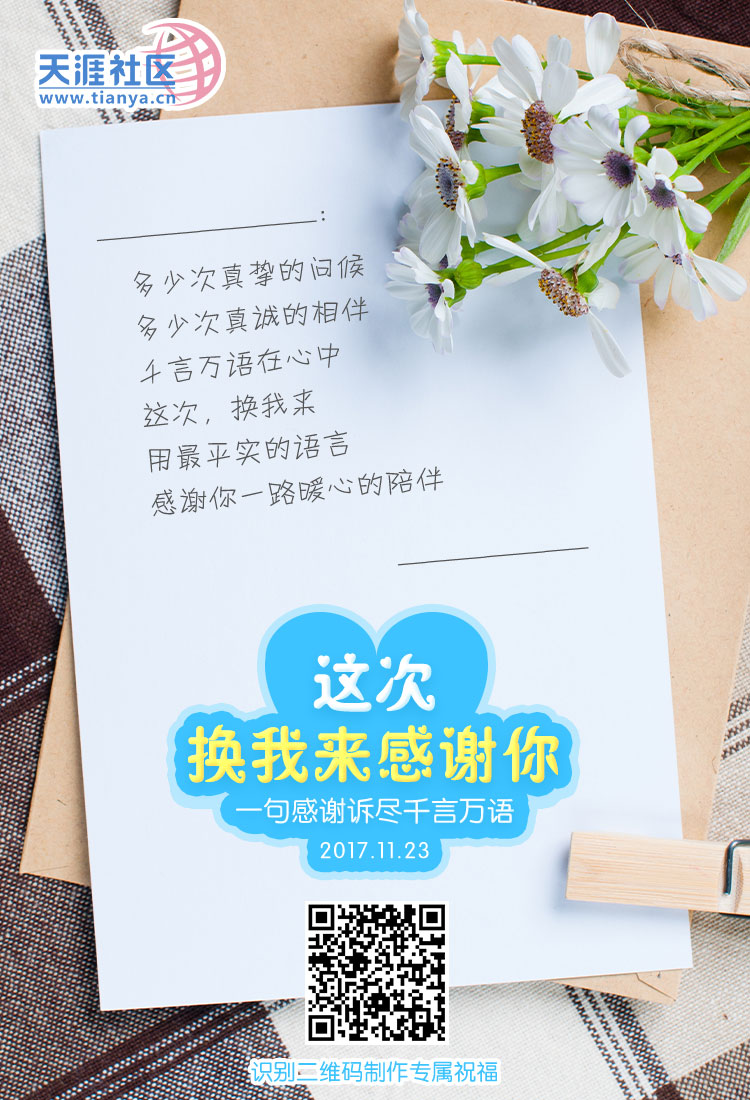 天涯社区
www.tianya.cn
:
多少次真挚的问候
多少次真诚的相伴
千言万语在心中
这次，换我来
用最平实的语言
感谢你一路暖心的陪伴
这次
换我来感谢你
一句感谢诉尽千言万语
2017.11.23
识别二维码制作专属祝福